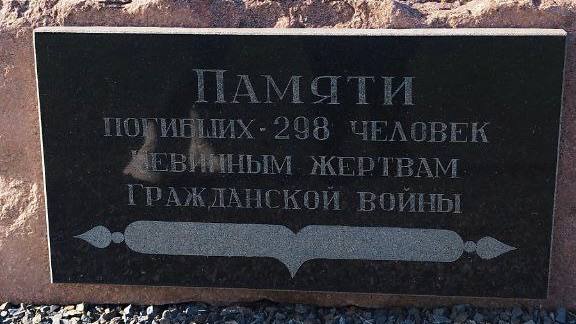 Памяти
погибших - 298 человек
невинным жертвам
Гражданской войны